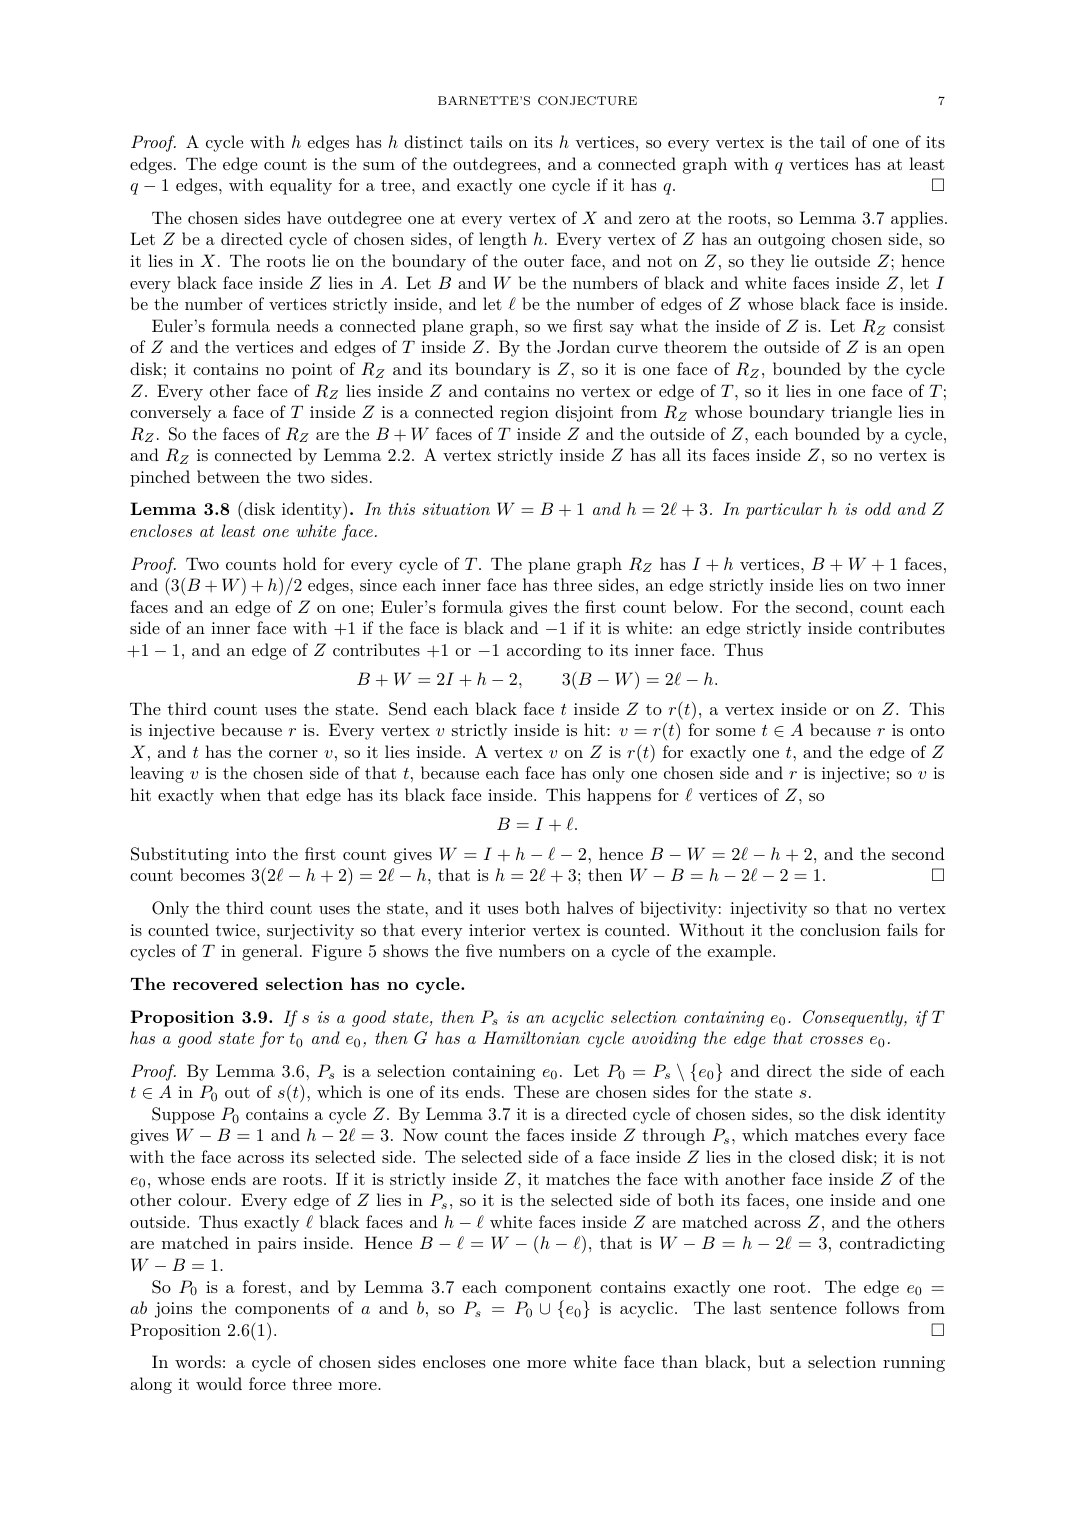 BARNETTE'S CONJECTURE 7
Proof. A cycle with h edges has h distinct tails on its h vertices, so every vertex is the tail of one of its
edges. The edge count is the sum of the outdegrees, and a connected graph with q vertices has at least
q − 1 edges, with equality for a tree, and exactly one cycle if it has q. □
The chosen sides have outdegree one at every vertex of X and zero at the roots, so Lemma 3.7 applies.
Let Z be a directed cycle of chosen sides, of length h. Every vertex of Z has an outgoing chosen side, so
it lies in X. The roots lie on the boundary of the outer face, and not on Z, so they lie outside Z; hence
every black face inside Z lies in A. Let B and W be the numbers of black and white faces inside Z, let I
be the number of vertices strictly inside, and let ℓ be the number of edges of Z whose black face is inside.
Euler's formula needs a connected plane graph, so we first say what the inside of Z is. Let R_Z consist
of Z and the vertices and edges of T inside Z. By the Jordan curve theorem the outside of Z is an open
disk; it contains no point of R_Z and its boundary is Z, so it is one face of R_Z, bounded by the cycle
Z. Every other face of R_Z lies inside Z and contains no vertex or edge of T, so it lies in one face of T;
conversely a face of T inside Z is a connected region disjoint from R_Z whose boundary triangle lies in
R_Z. So the faces of R_Z are the B + W faces of T inside Z and the outside of Z, each bounded by a cycle,
and R_Z is connected by Lemma 2.2. A vertex strictly inside Z has all its faces inside Z, so no vertex is
pinched between the two sides.
Lemma 3.8 (disk identity). In this situation W = B + 1 and h = 2ℓ + 3. In particular h is odd and Z
encloses at least one white face.
Proof. Two counts hold for every cycle of T. The plane graph R_Z has I + h vertices, B + W + 1 faces,
and (3(B + W) + h)/2 edges, since each inner face has three sides, an edge strictly inside lies on two inner
faces and an edge of Z on one; Euler's formula gives the first count below. For the second, count each
side of an inner face with +1 if the face is black and −1 if it is white: an edge strictly inside contributes
+1 − 1, and an edge of Z contributes +1 or −1 according to its inner face. Thus
B + W = 2I + h − 2, 3(B − W) = 2ℓ − h.
The third count uses the state. Send each black face t inside Z to r(t), a vertex inside or on Z. This
is injective because r is. Every vertex v strictly inside is hit: v = r(t) for some t ∈ A because r is onto
X, and t has the corner v, so it lies inside. A vertex v on Z is r(t) for exactly one t, and the edge of Z
leaving v is the chosen side of that t, because each face has only one chosen side and r is injective; so v is
hit exactly when that edge has its black face inside. This happens for ℓ vertices of Z, so
B = I + ℓ.
Substituting into the first count gives W = I + h − ℓ − 2, hence B − W = 2ℓ − h + 2, and the second
count becomes 3(2ℓ − h + 2) = 2ℓ − h, that is h = 2ℓ + 3; then W − B = h − 2ℓ − 2 = 1. □
Only the third count uses the state, and it uses both halves of bijectivity: injectivity so that no vertex
is counted twice, surjectivity so that every interior vertex is counted. Without it the conclusion fails for
cycles of T in general. Figure 5 shows the five numbers on a cycle of the example.
The recovered selection has no cycle.
Proposition 3.9. If s is a good state, then P_s is an acyclic selection containing e_0. Consequently, if T
has a good state for t_0 and e_0, then G has a Hamiltonian cycle avoiding the edge that crosses e_0.
Proof. By Lemma 3.6, P_s is a selection containing e_0. Let P_0 = P_s \ {e_0} and direct the side of each
t ∈ A in P_0 out of s(t), which is one of its ends. These are chosen sides for the state s.
Suppose P_0 contains a cycle Z. By Lemma 3.7 it is a directed cycle of chosen sides, so the disk identity
gives W − B = 1 and h − 2ℓ = 3. Now count the faces inside Z through P_s, which matches every face
with the face across its selected side. The selected side of a face inside Z lies in the closed disk; it is not
e_0, whose ends are roots. If it is strictly inside Z, it matches the face with another face inside Z of the
other colour. Every edge of Z lies in P_s, so it is the selected side of both its faces, one inside and one
outside. Thus exactly ℓ black faces and h − ℓ white faces inside Z are matched across Z, and the others
are matched in pairs inside. Hence B − ℓ = W − (h − ℓ), that is W − B = h − 2ℓ = 3, contradicting
W − B = 1.
So P_0 is a forest, and by Lemma 3.7 each component contains exactly one root. The edge e_0 =
ab joins the components of a and b, so P_s = P_0 ∪ {e_0} is acyclic. The last sentence follows from
Proposition 2.6(1). □
In words: a cycle of chosen sides encloses one more white face than black, but a selection running
along it would force three more.